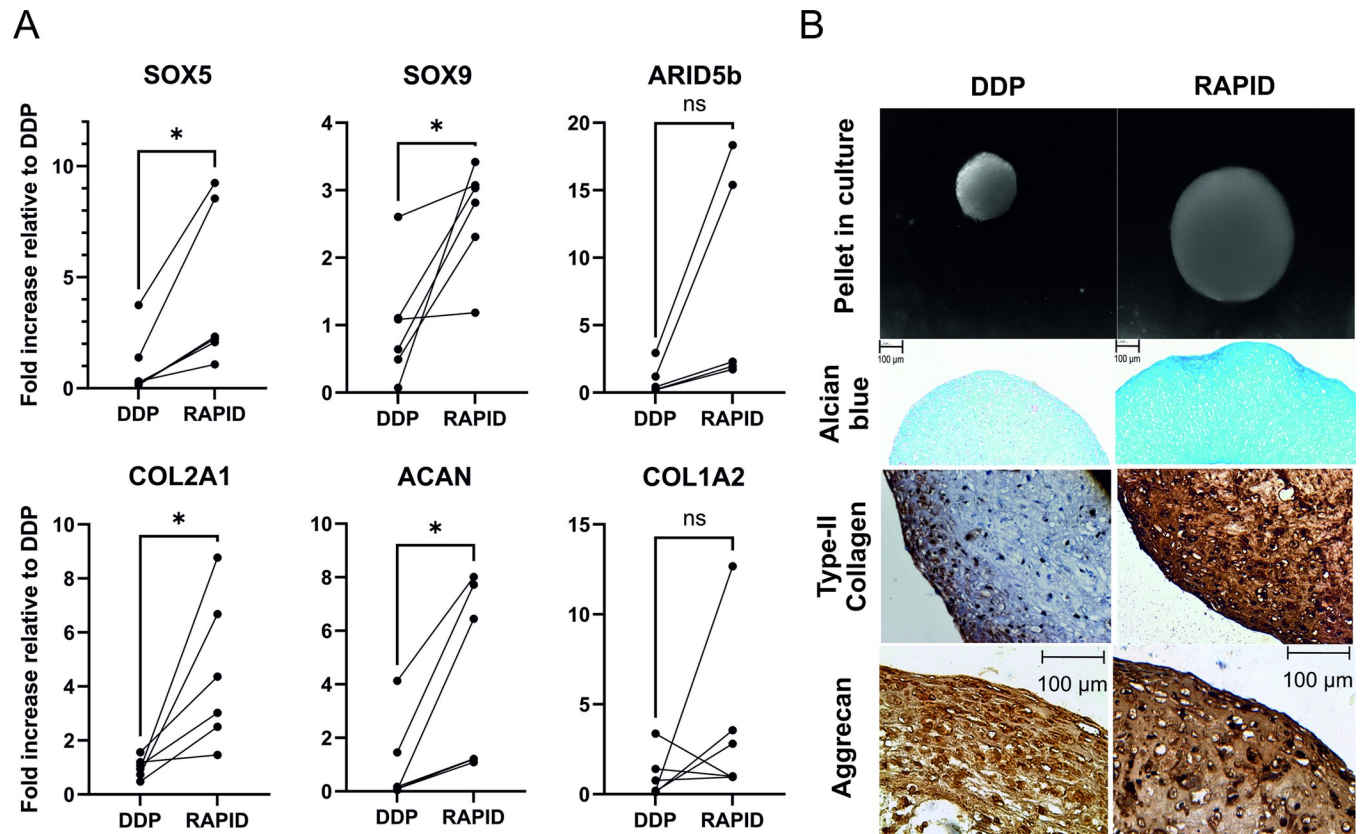 A
SOX5
SOX9
ARID5b
Fold increase relative to DDP
10
5
0
*
DDP
RAPID
4
3
2
1
0
*
DDP
RAPID
20
15
10
5
0
ns
DDP
RAPID
COL2A1
ACAN
COL1A2
Fold increase relative to DDP
10
8
6
4
2
0
*
DDP
RAPID
10
8
6
4
2
0
*
DDP
RAPID
15
10
5
0
ns
DDP
RAPID
B
DDP
RAPID
Pellet in culture
Alcian
blue
100 µm
100 µm
Type-II
Collagen
Aggrecan
100 µm
100 µm